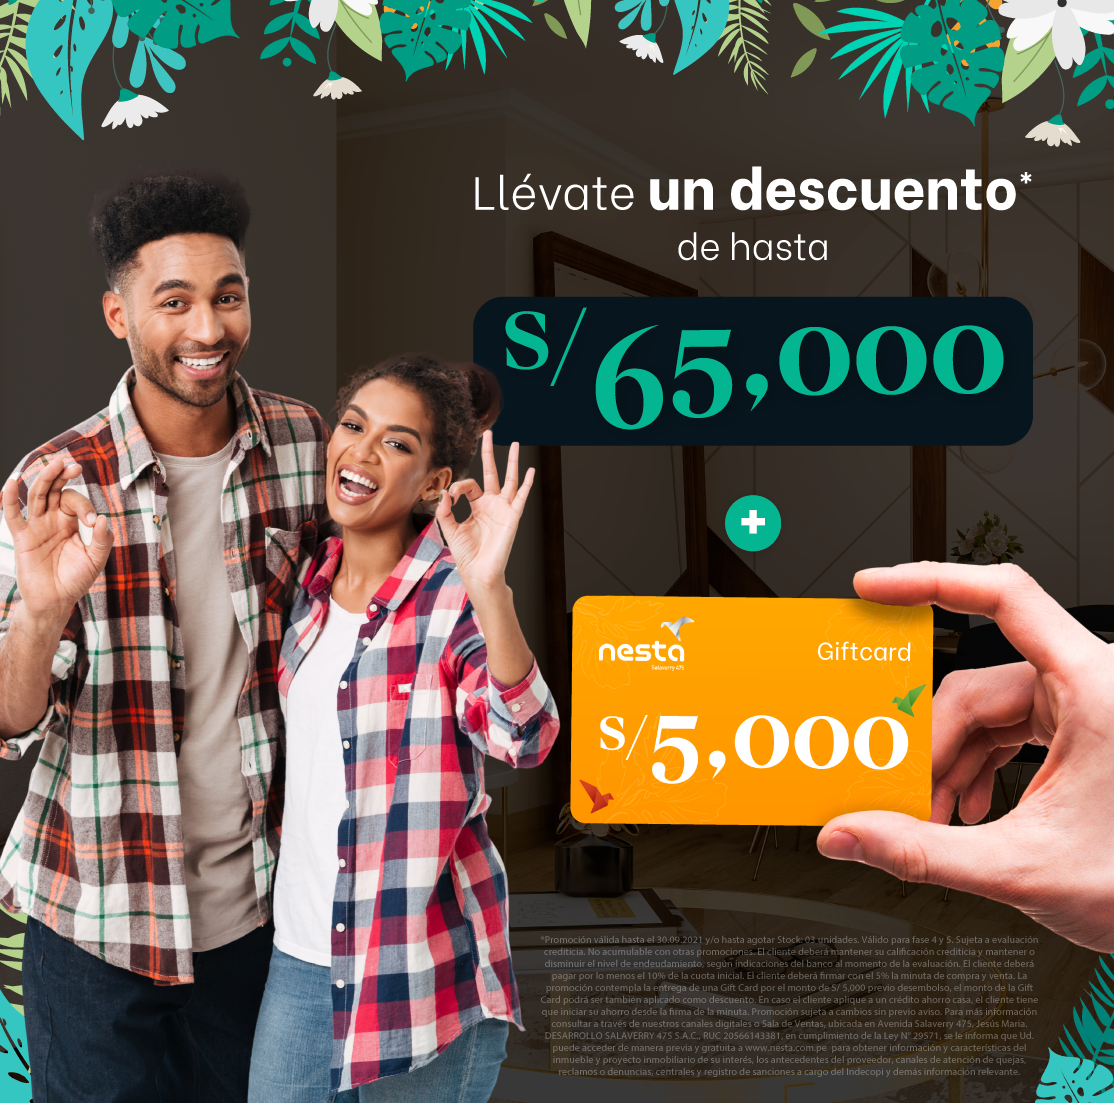 Llévate un descuento*
de hasta
S/65,000
+
nesta
Salaverry 475
Giftcard
S/5,000
*Promoción válida hasta el 30.09.2021 y/o hasta agotar Stock: 03 unidades. Válido para fase 4 y 5. Sujeta a evaluación
crediticia. No acumulable con otras promociones. El cliente deberá mantener su calificación crediticia y mantener o
disminuir el nivel de endeudamiento, según indicaciones del banco al momento de la evaluación. El cliente deberá
pagar por lo menos el 10% de la cuota inicial. El cliente deberá firmar con el 5% la minuta de compra y venta. La
promoción contempla la entrega de una Gift Card por el monto de S/ 5,000 previo desembolso, el monto de la Gift
Card podrá ser también aplicado como descuento. En caso el cliente aplique a un crédito ahorro casa, el cliente tiene
que iniciar su ahorro desde la firma de la minuta. Promoción sujeta a cambios sin previo aviso. Para más información
consultar a través de nuestros canales digitales o Sala de Ventas, ubicada en Avenida Salaverry 475, Jesús María.
DESARROLLO SALAVERRY 475 S.A.C., RUC 20566143381, en cumplimiento de la Ley N° 29571, se le informa que Ud.
puede acceder de manera previa y gratuita a www.nesta.com.pe para obtener información y características del
inmueble y proyecto inmobiliario de su interés, los antecedentes del proveedor, canales de atención de quejas,
reclamos o denuncias, centrales y registro de sanciones a cargo del Indecopi y demás información relevante.